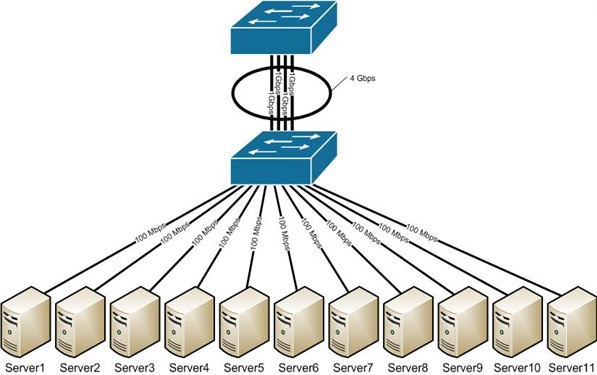 1Gbps
1Gbps
1Gbps
1Gbps
4 Gbps
100 Mbps
100 Mbps
100 Mbps
100 Mbps
100 Mbps
100 Mbps
100 Mbps
100 Mbps
100 Mbps
100 Mbps
100 Mbps
Server1
Server2
Server3
Server4
Server5
Server6
Server7
Server8
Server9
Server10
Server11